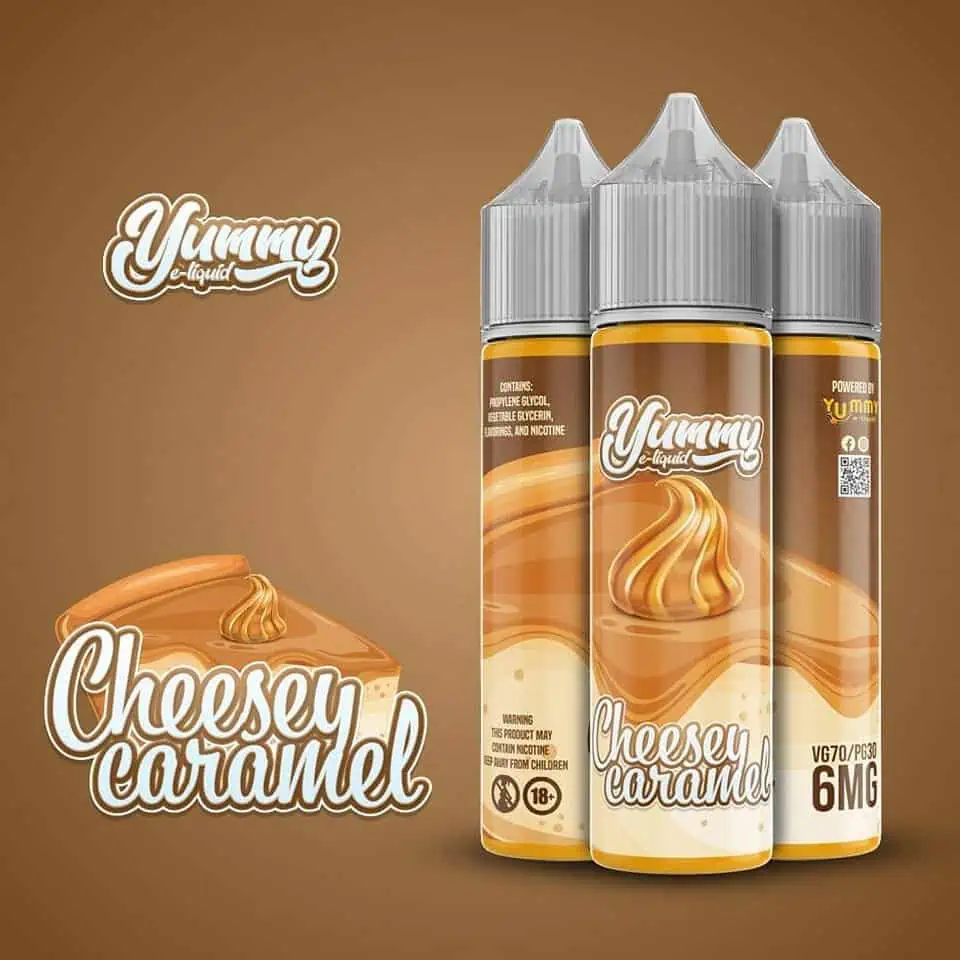 Yummy
e-liquid
Cheesey
caramel
CONTAINS:
PROPYLENE GLYCOL,
VEGETABLE GLYCERIN,
FLAVORINGS, AND NICOTINE
WARNING
THIS PRODUCT MAY
CONTAIN NICOTINE
KEEP AWAY FROM CHILDREN
18+
Yummy
e-liquid
Cheesey
caramel
POWERED BY
YUMMY
VG70/PG30
6MG